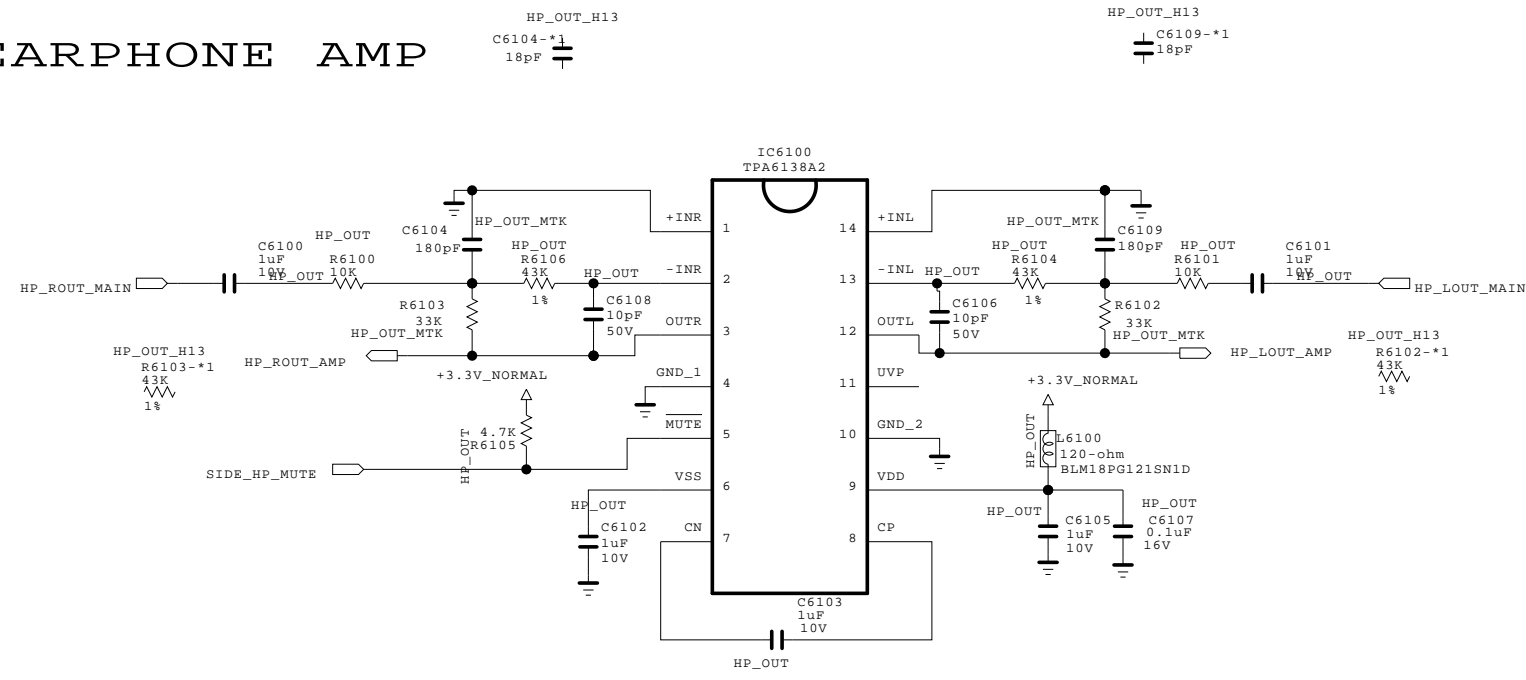 EARPHONE AMP
HP_OUT_H13
C6104-*1
18pF
HP_OUT_H13
C6109-*1
18pF
IC6100
TPA6138A2
+INR
1
-INR
2
OUTR
3
GND_1
4
MUTE
5
VSS
6
CN
7
14
+INL
13
-INL
12
OUTL
11
UVP
10
GND_2
9
VDD
8
CP
HP_ROUT_MAIN
C6100
1uF
10V
HP_OUT
HP_OUT
R6100
10K
C6104
180pF
HP_OUT_MTK
HP_OUT
R6106
43K
1%
HP_OUT
C6108
10pF
50V
R6103
33K
HP_OUT_MTK
HP_ROUT_AMP
HP_OUT_H13
R6103-*1
43K
1%
+3.3V_NORMAL
4.7K
R6105
HP_OUT
SIDE_HP_MUTE
HP_OUT
C6102
1uF
10V
C6103
1uF
10V
HP_OUT
HP_OUT_MTK
C6109
180pF
HP_OUT
R6104
43K
1%
HP_OUT
C6106
10pF
50V
HP_OUT
R6101
10K
C6101
1uF
10V
HP_OUT
HP_LOUT_MAIN
R6102
33K
HP_OUT_MTK
HP_LOUT_AMP
HP_OUT_H13
R6102-*1
43K
1%
+3.3V_NORMAL
HP_OUT
L6100
120-ohm
BLM18PG121SN1D
HP_OUT
C6105
1uF
10V
HP_OUT
C6107
0.1uF
16V